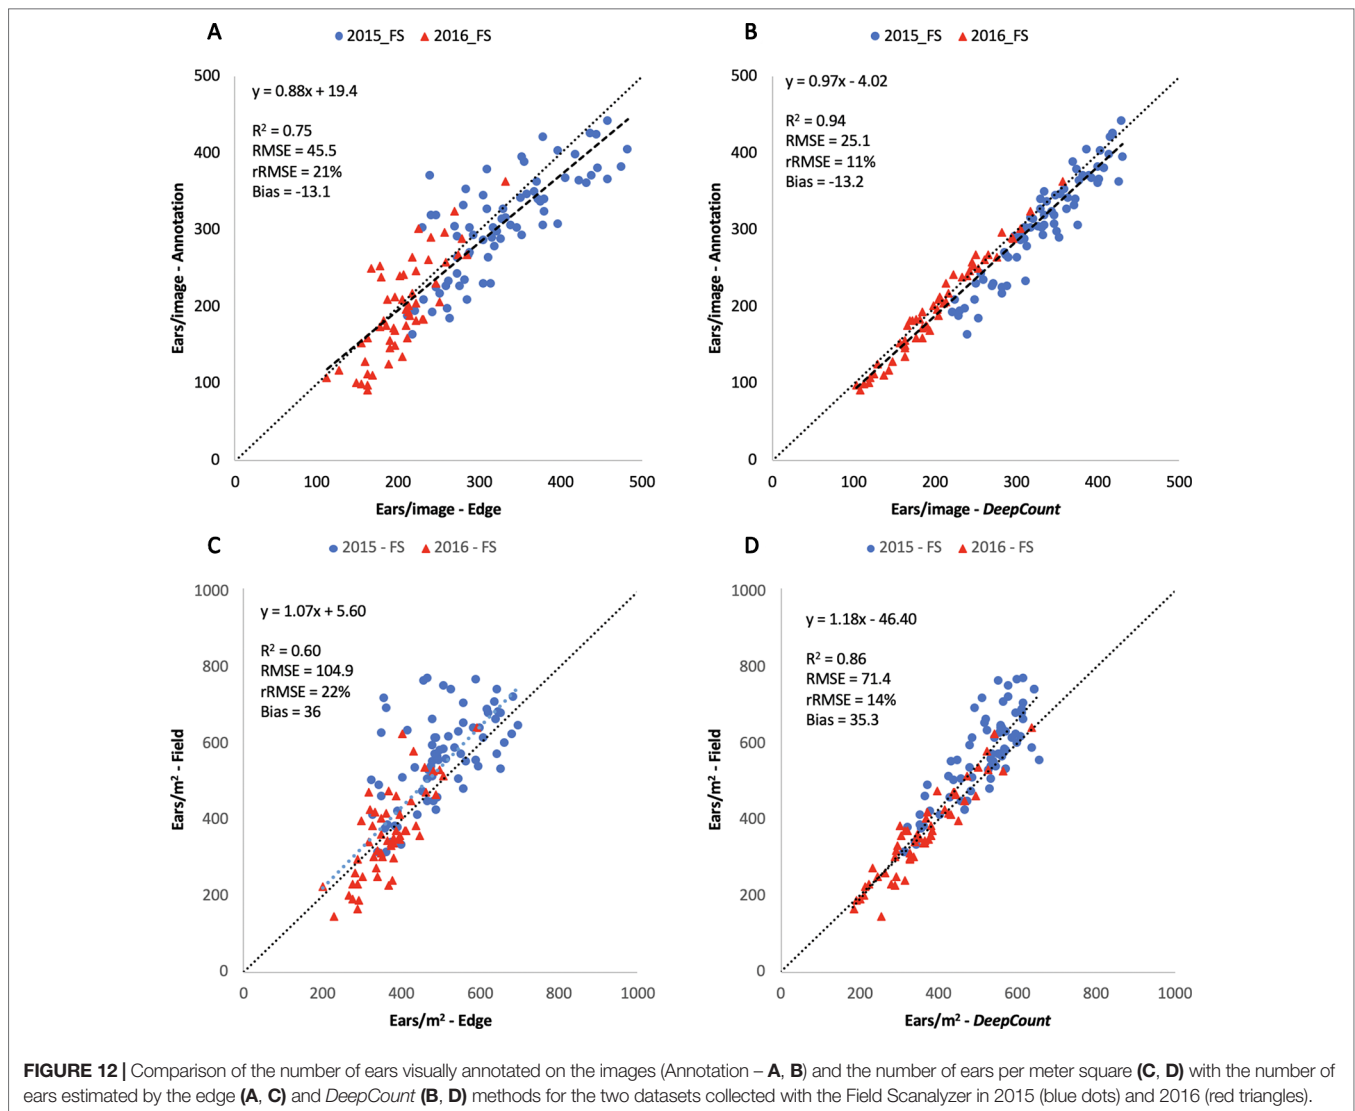 A
2015_FS 2016_FS
y = 0.88x + 19.4
R² = 0.75
RMSE = 45.5
rRMSE = 21%
Bias = -13.1
Ears/image - Annotation
500
400
300
200
100
0
0 100 200 300 400 500
Ears/image - Edge
B
2015_FS 2016_FS
y = 0.97x - 4.02
R² = 0.94
RMSE = 25.1
rRMSE = 11%
Bias = -13.2
Ears/image - Annotation
500
400
300
200
100
0
0 100 200 300 400 500
Ears/image - DeepCount
C
2015 - FS 2016 - FS
y = 1.07x + 5.60
R² = 0.60
RMSE = 104.9
rRMSE = 22%
Bias = 36
Ears/m² - Field
1000
800
600
400
200
0
0 200 400 600 800 1000
Ears/m² - Edge
D
2015 - FS 2016 - FS
y = 1.18x - 46.40
R² = 0.86
RMSE = 71.4
rRMSE = 14%
Bias = 35.3
Ears/m² - Field
1000
800
600
400
200
0
0 200 400 600 800 1000
Ears/m² - DeepCount
FIGURE 12 | Comparison of the number of ears visually annotated on the images (Annotation – A, B) and the number of ears per meter square (C, D) with the number of
ears estimated by the edge (A, C) and DeepCount (B, D) methods for the two datasets collected with the Field Scanalyzer in 2015 (blue dots) and 2016 (red triangles).